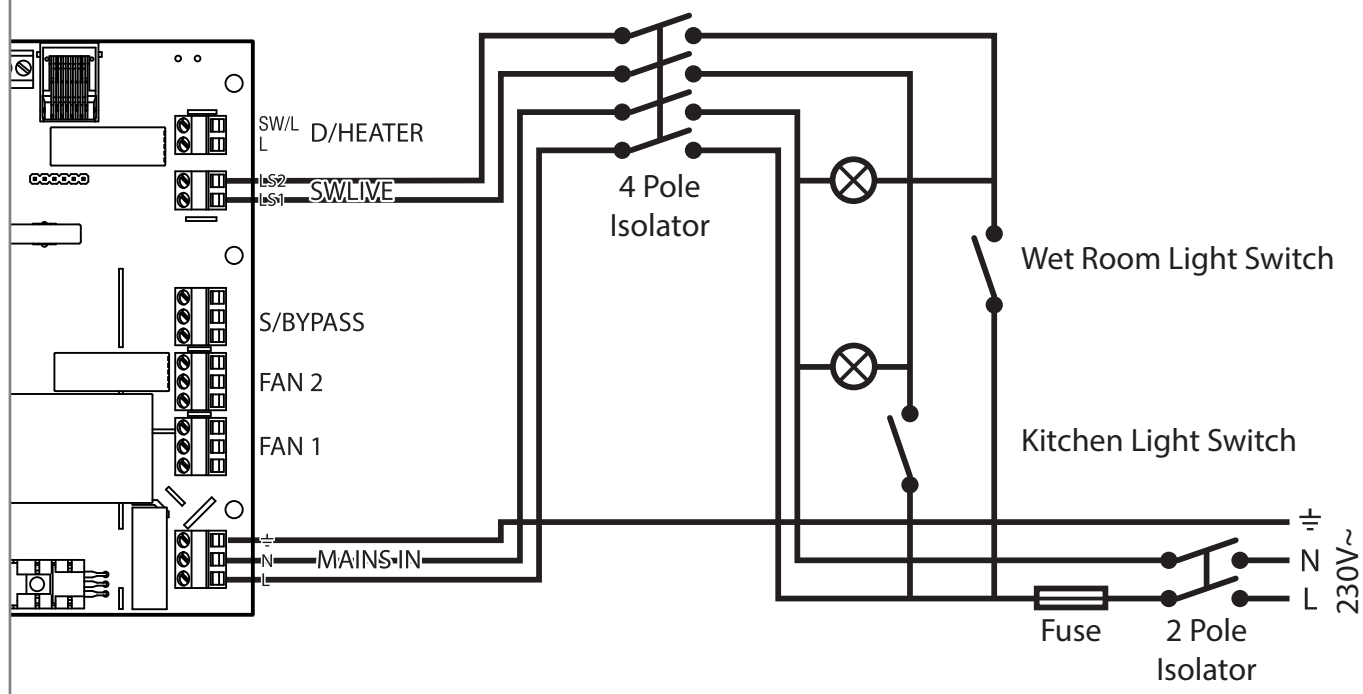 SW/L
L
D/HEATER
LS2
LS1
SWLIVE
S/BYPASS
FAN 2
FAN 1
N
L
MAINS IN
4 Pole
Isolator
Wet Room Light Switch
Kitchen Light Switch
N
L
230V~
Fuse
2 Pole
Isolator